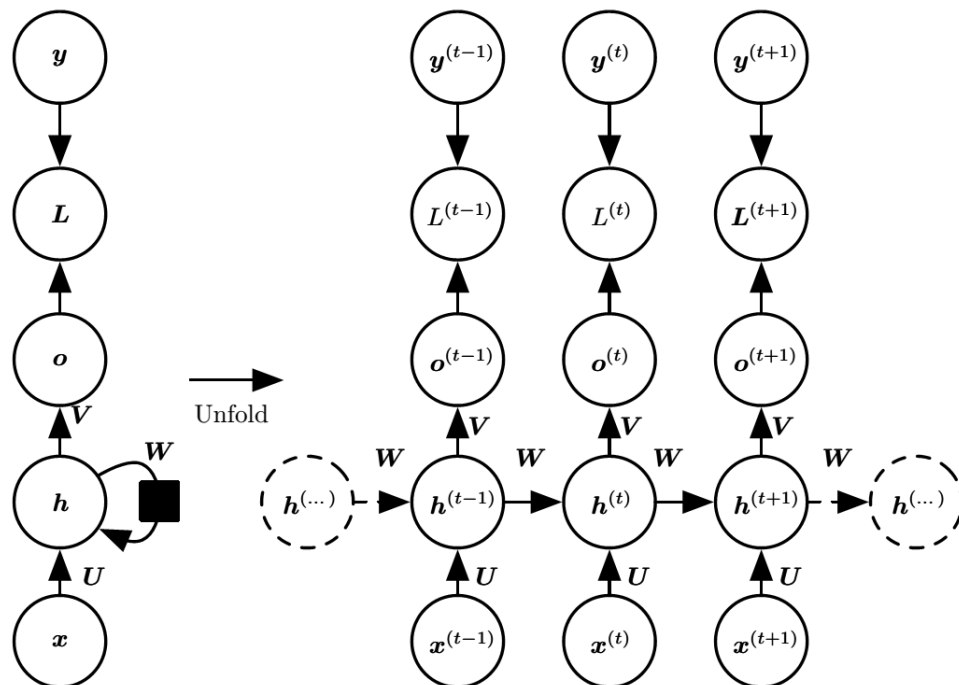 y y^(t−1) y^(t) y^(t+1)
L L^(t−1) L^(t) L^(t+1)
o o^(t−1) o^(t) o^(t+1)
Unfold
V V V V
W W W W W
h h^(...) h^(t−1) h^(t) h^(t+1) h^(...)
U U U U
x x^(t−1) x^(t) x^(t+1)